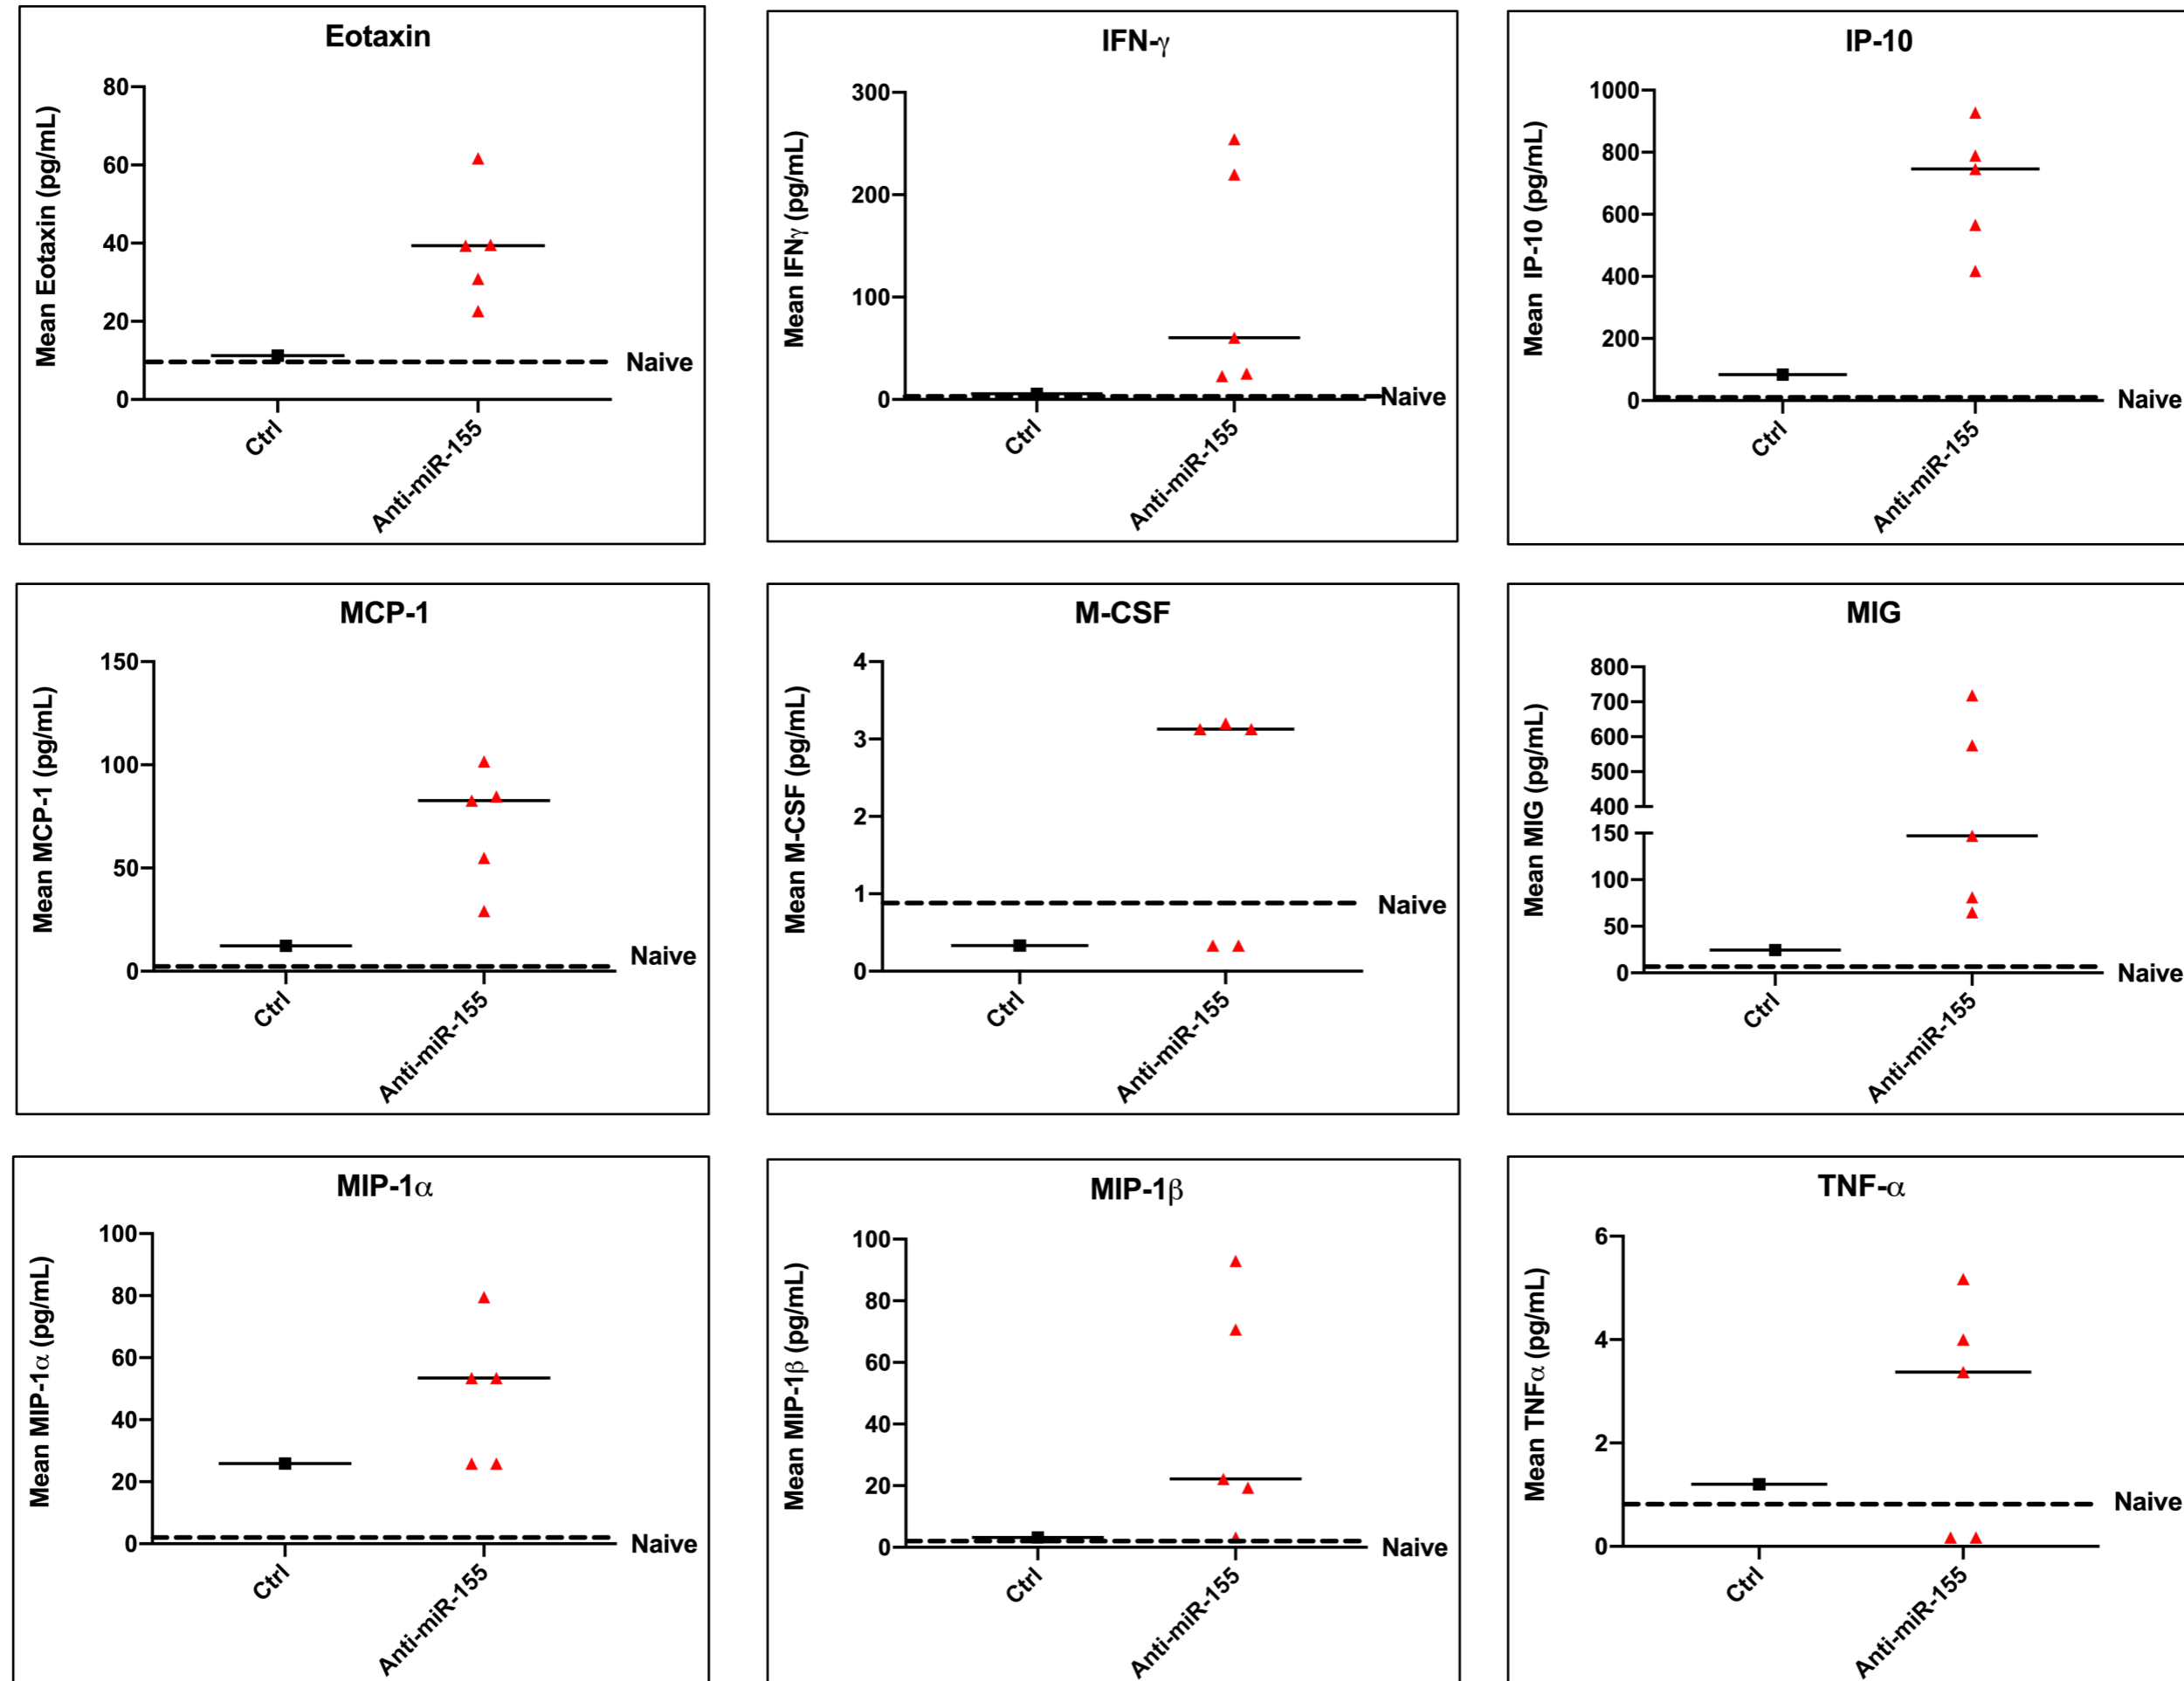 Eotaxin
Mean Eotaxin (pg/mL)
80
60
40
20
0
Naive
Ctrl
Anti-miR-155
IFN-γ
Mean IFNγ (pg/mL)
300
200
100
0
Naive
Ctrl
Anti-miR-155
IP-10
Mean IP-10 (pg/mL)
1000
800
600
400
200
0
Naive
Ctrl
Anti-miR-155
MCP-1
Mean MCP-1 (pg/mL)
150
100
50
0
Naive
Ctrl
Anti-miR-155
M-CSF
Mean M-CSF (pg/mL)
4
3
2
1
0
Naive
Ctrl
Anti-miR-155
MIG
Mean MIG (pg/mL)
800
700
600
500
400
150
100
50
0
Naive
Ctrl
Anti-miR-155
MIP-1α
Mean MIP-1α (pg/mL)
100
80
60
40
20
0
Naive
Ctrl
Anti-miR-155
MIP-1β
Mean MIP-1β (pg/mL)
100
80
60
40
20
0
Naive
Ctrl
Anti-miR-155
TNF-α
Mean TNFα (pg/mL)
6
4
2
0
Naive
Ctrl
Anti-miR-155